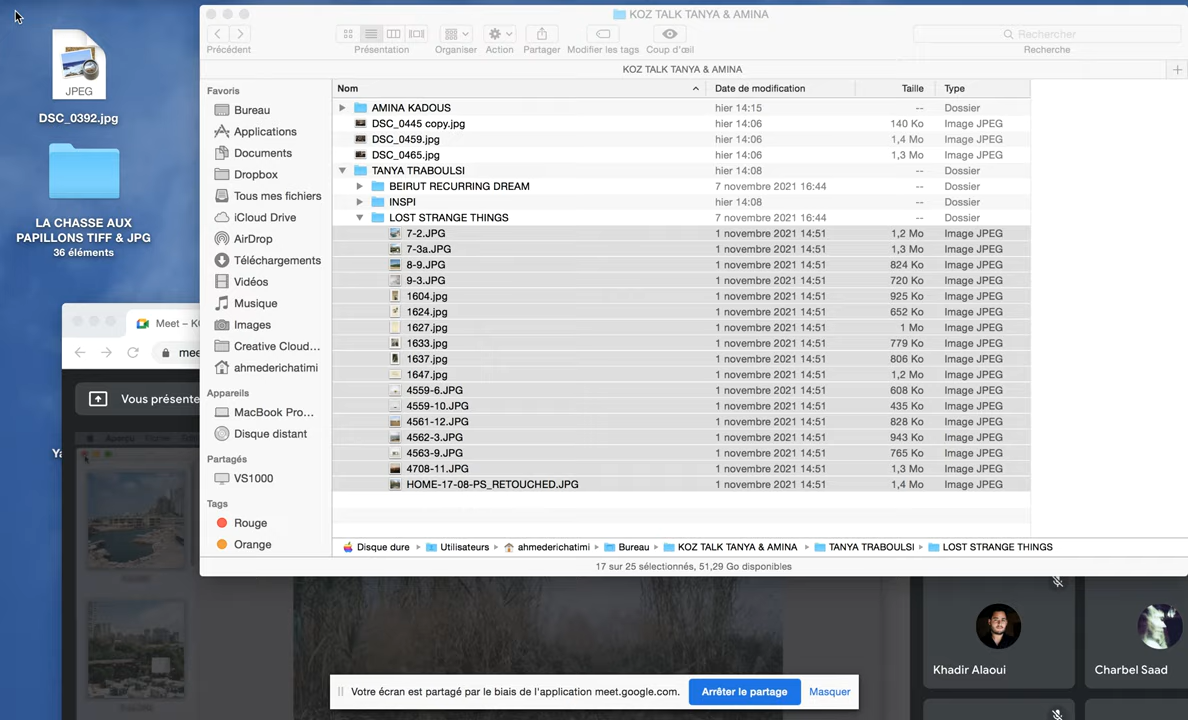 KOZ TALK TANYA & AMINA
Précédent
Présentation
Organiser
Action
Partager
Modifier les tags
Coup d'œil
Rechercher
Recherche
KOZ TALK TANYA & AMINA
JPEG
DSC_0392.jpg
LA CHASSE AUX
PAPILLONS TIFF & JPG
36 éléments
Favoris
Bureau
Applications
Documents
Dropbox
Tous mes fichiers
iCloud Drive
AirDrop
Téléchargements
Vidéos
Musique
Images
Creative Cloud...
ahmederichatimi
Appareils
MacBook Pro...
Disque distant
Partagés
VS1000
Tags
Rouge
Orange
Nom Date de modification Taille Type
AMINA KADOUS hier 14:15 -- Dossier
DSC_0445 copy.jpg hier 14:06 140 Ko Image JPEG
DSC_0459.jpg hier 14:06 1,4 Mo Image JPEG
DSC_0465.jpg hier 14:06 1,3 Mo Image JPEG
TANYA TRABOULSI hier 14:08 -- Dossier
BEIRUT RECURRING DREAM 7 novembre 2021 16:44 -- Dossier
INSPI hier 14:08 -- Dossier
LOST STRANGE THINGS 7 novembre 2021 16:44 -- Dossier
7-2.JPG 1 novembre 2021 14:51 1,2 Mo Image JPEG
7-3a.JPG 1 novembre 2021 14:51 1,3 Mo Image JPEG
8-9.JPG 1 novembre 2021 14:51 824 Ko Image JPEG
9-3.JPG 1 novembre 2021 14:51 720 Ko Image JPEG
1604.jpg 1 novembre 2021 14:51 925 Ko Image JPEG
1624.jpg 1 novembre 2021 14:51 652 Ko Image JPEG
1627.jpg 1 novembre 2021 14:51 1 Mo Image JPEG
1633.jpg 1 novembre 2021 14:51 779 Ko Image JPEG
1637.jpg 1 novembre 2021 14:51 806 Ko Image JPEG
1647.jpg 1 novembre 2021 14:51 1,2 Mo Image JPEG
4559-6.JPG 1 novembre 2021 14:51 608 Ko Image JPEG
4559-10.JPG 1 novembre 2021 14:51 435 Ko Image JPEG
4561-12.JPG 1 novembre 2021 14:51 828 Ko Image JPEG
4562-3.JPG 1 novembre 2021 14:51 943 Ko Image JPEG
4563-9.JPG 1 novembre 2021 14:51 765 Ko Image JPEG
4708-11.JPG 1 novembre 2021 14:51 1,3 Mo Image JPEG
HOME-17-08-PS_RETOUCHED.JPG 1 novembre 2021 14:51 1,4 Mo Image JPEG
Disque dure Utilisateurs ahmederichatimi Bureau KOZ TALK TANYA & AMINA TANYA TRABOULSI LOST STRANGE THINGS
17 sur 25 sélectionnés, 51,29 Go disponibles
Meet – KO
mee
Vous présente
Ya
Khadir Alaoui
Charbel Saad
Votre écran est partagé par le biais de l'application meet.google.com.
Arrêter le partage
Masquer